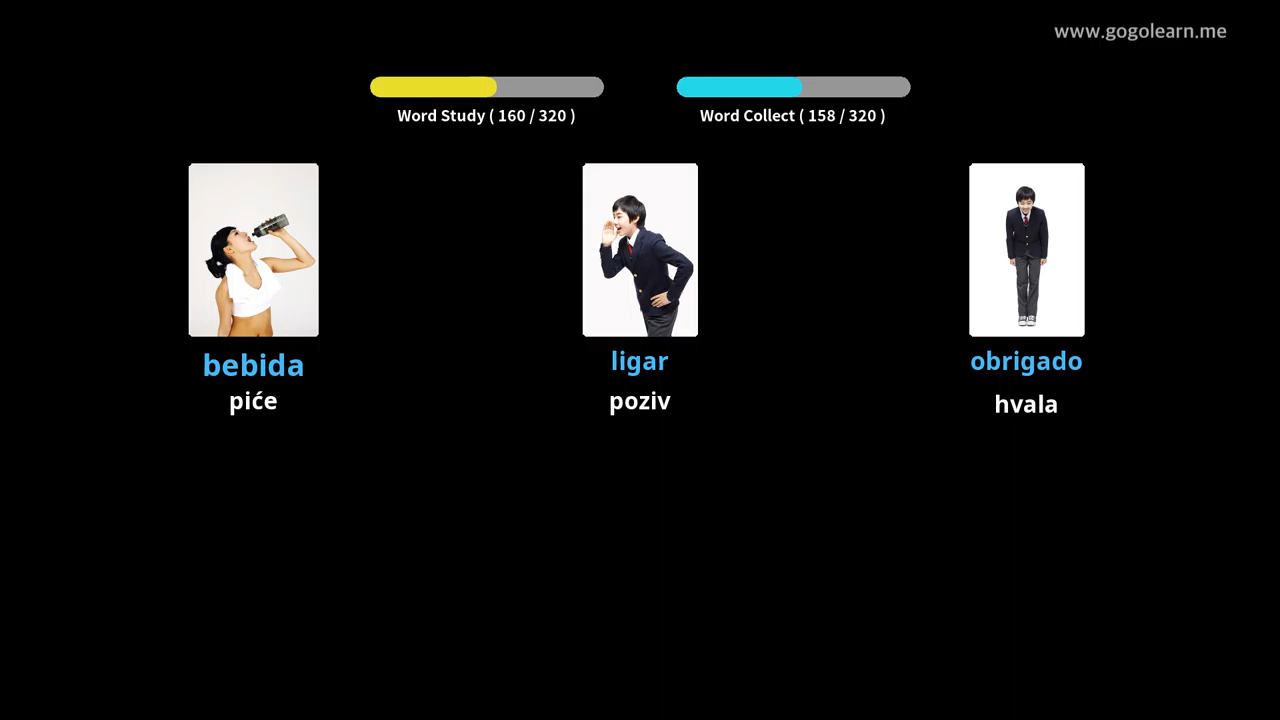 www.gogolearn.me
Word Study ( 160 / 320 )
Word Collect ( 158 / 320 )
bebida
piće
ligar
poziv
obrigado
hvala